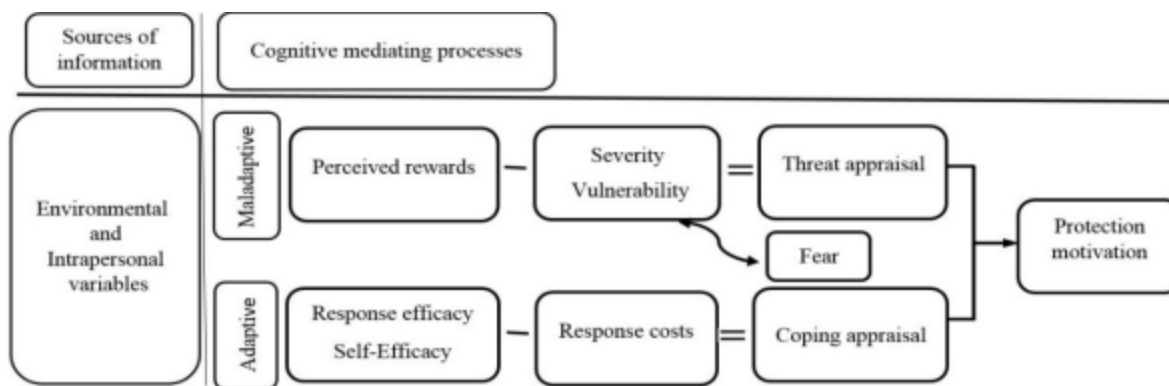 Sources of
information
Cognitive mediating processes
Environmental
and
Intrapersonal
variables
Maladaptive
Perceived rewards
Severity
Vulnerability
Threat appraisal
Fear
Protection
motivation
Adaptive
Response efficacy
Self-Efficacy
Response costs
Coping appraisal